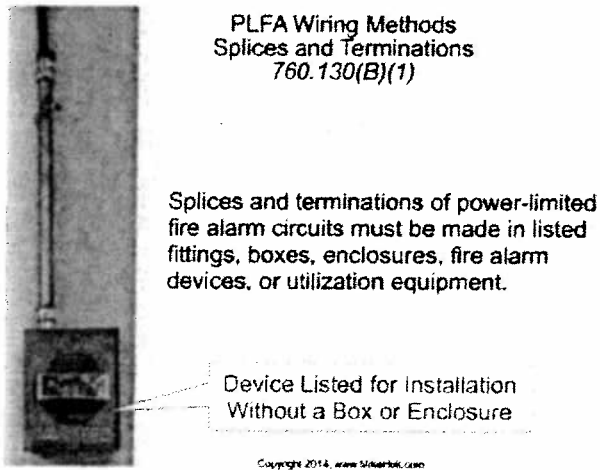 PLFA Wiring Methods
Splices and Terminations
760.130(B)(1)
Splices and terminations of power-limited
fire alarm circuits must be made in listed
fittings, boxes, enclosures, fire alarm
devices, or utilization equipment.
Device Listed for Installation
Without a Box or Enclosure
Copyright 2014,